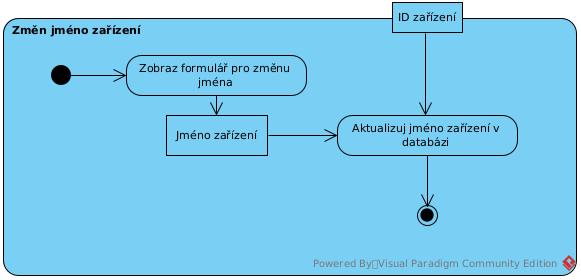 ID zařízení
Změn jméno zařízení
Zobraz formulář pro změnu
jména
Jméno zařízení
Aktualizuj jméno zařízení v
databázi
Powered By Visual Paradigm Community Edition